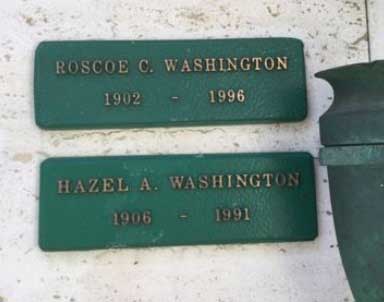 ROSCOE C. WASHINGTON
1902 - 1996
HAZEL A. WASHINGTON
1906 - 1991